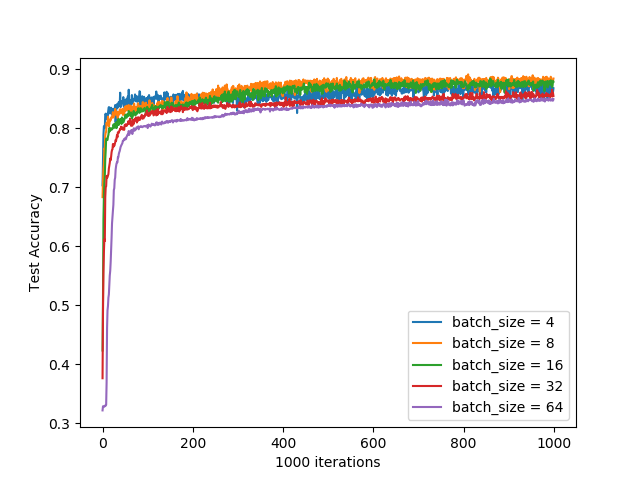 0.9
0.8
0.7
0.6
0.5
0.4
0.3
Test Accuracy
batch_size = 4
batch_size = 8
batch_size = 16
batch_size = 32
batch_size = 64
0 200 400 600 800 1000
1000 iterations